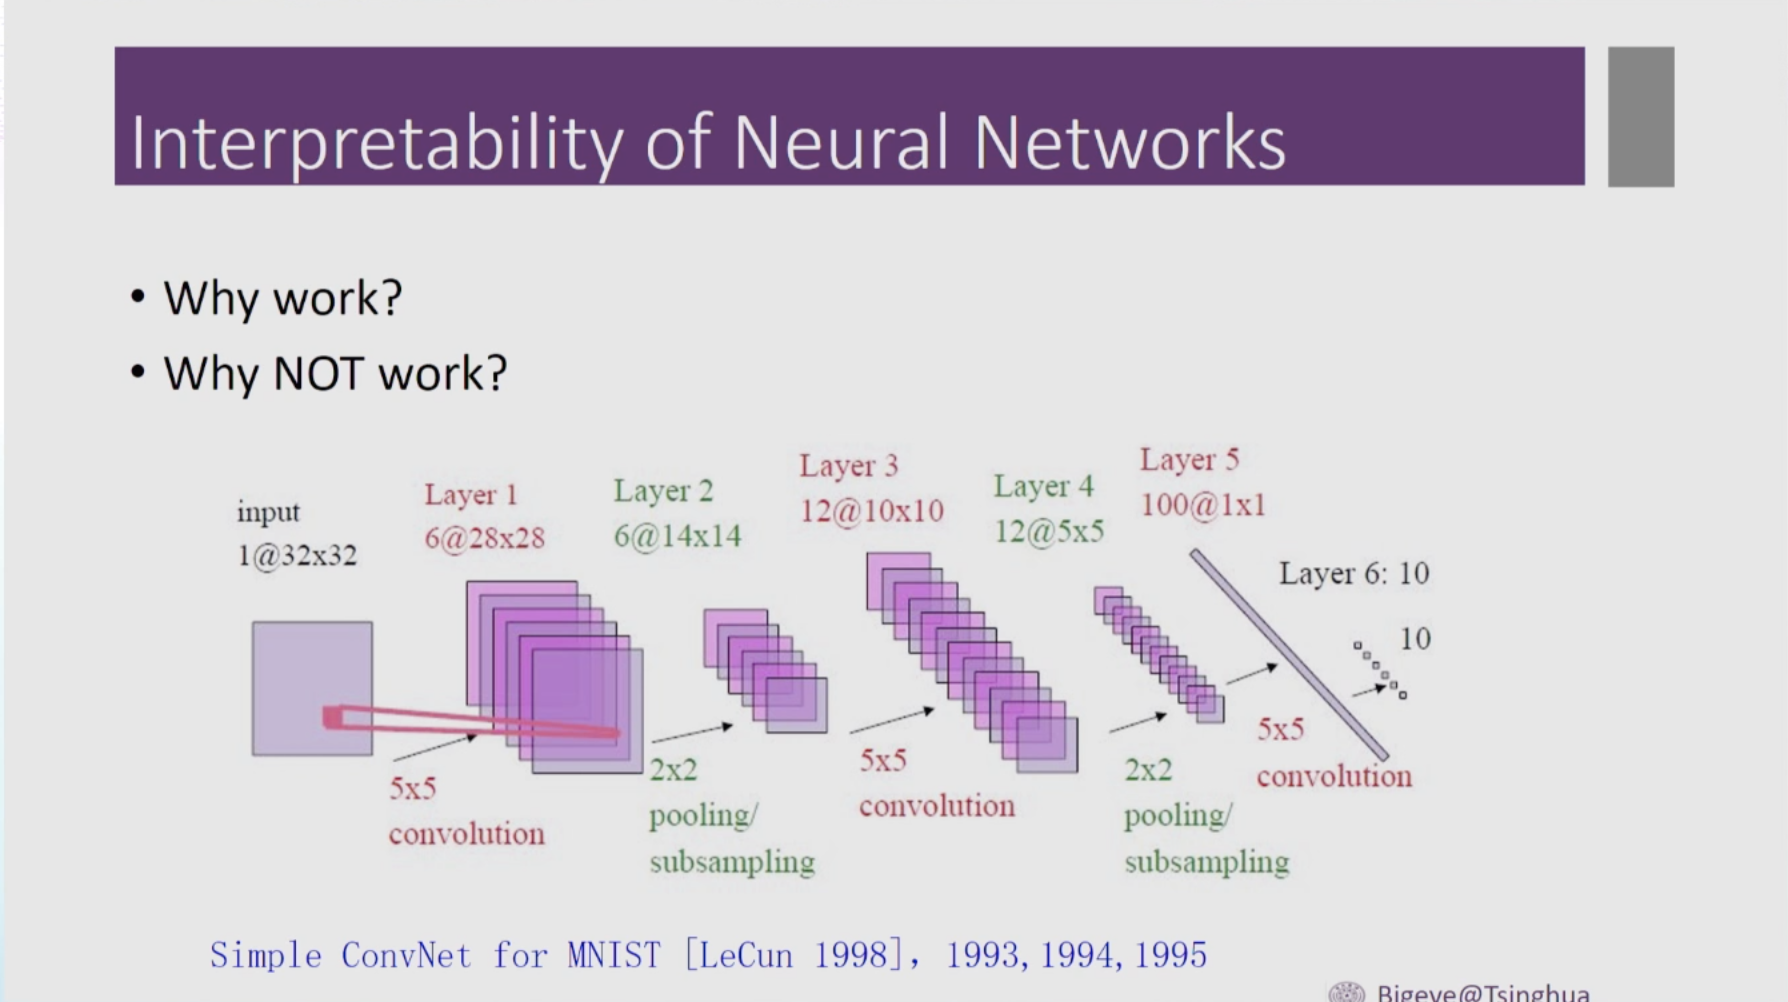 Interpretability of Neural Networks
• Why work?
• Why NOT work?
input
1@32x32
Layer 1
6@28x28
Layer 2
6@14x14
Layer 3
12@10x10
Layer 4
12@5x5
Layer 5
100@1x1
Layer 6: 10
10
5x5
convolution
2x2
pooling/
subsampling
5x5
convolution
2x2
pooling/
subsampling
5x5
convolution
Simple ConvNet for MNIST [LeCun 1998], 1993,1994,1995
Bigeye@Tsinghua